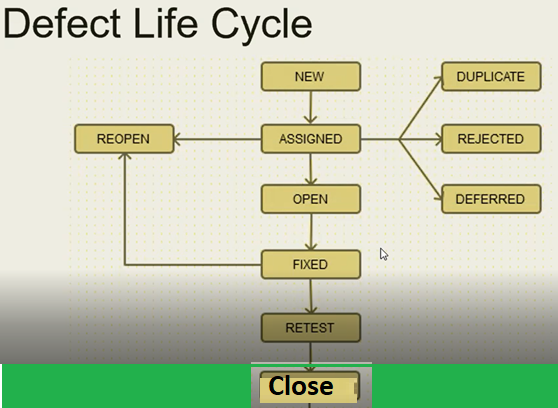 Defect Life Cycle
NEW
DUPLICATE
REOPEN
ASSIGNED
REJECTED
OPEN
DEFERRED
FIXED
RETEST
Close